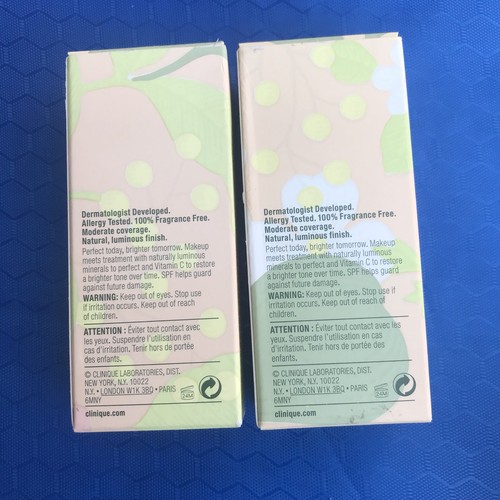 Dermatologist Developed.
Allergy Tested. 100% Fragrance Free.
Moderate coverage.
Natural, luminous finish.
Perfect today, brighter tomorrow. Makeup
meets treatment with naturally luminous
minerals to perfect and Vitamin C to restore
a brighter tone over time. SPF helps guard
against future damage.
WARNING: Keep out of eyes. Stop use
if irritation occurs. Keep out of reach
of children.
ATTENTION : Éviter tout contact avec
les yeux. Suspendre l'utilisation en
cas d'irritation. Tenir hors de portée
des enfants.
© CLINIQUE LABORATORIES, DIST.
NEW YORK, N.Y. 10022
N.Y. • LONDON W1K 3BQ • PARIS
6MNY
24M
clinique.com
Dermatologist Developed.
Allergy Tested. 100% Fragrance Free.
Moderate coverage.
Natural, luminous finish.
Perfect today, brighter tomorrow. Makeup
meets treatment with naturally luminous
minerals to perfect and Vitamin C to restore
a brighter tone over time. SPF helps guard
against future damage.
WARNING: Keep out of eyes. Stop use if
irritation occurs. Keep out of reach of
children.
ATTENTION : Éviter tout contact avec les
yeux. Suspendre l'utilisation en cas
d'irritation. Tenir hors de portée des
enfants.
© CLINIQUE LABORATORIES, DIST.
NEW YORK, N.Y. 10022
N.Y. • LONDON W1K 3BQ • PARIS
6MNY
24M
clinique.com